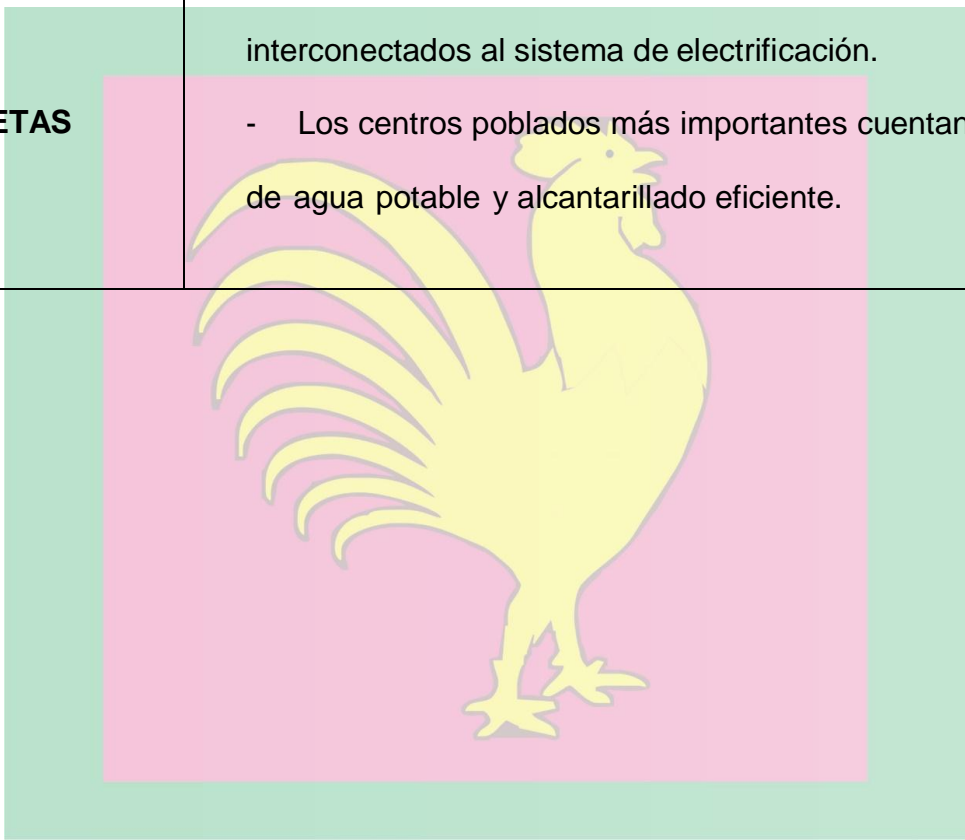 interconectados al sistema de electrificación.
ETAS
- Los centros poblados más importantes cuentan
de agua potable y alcantarillado eficiente.